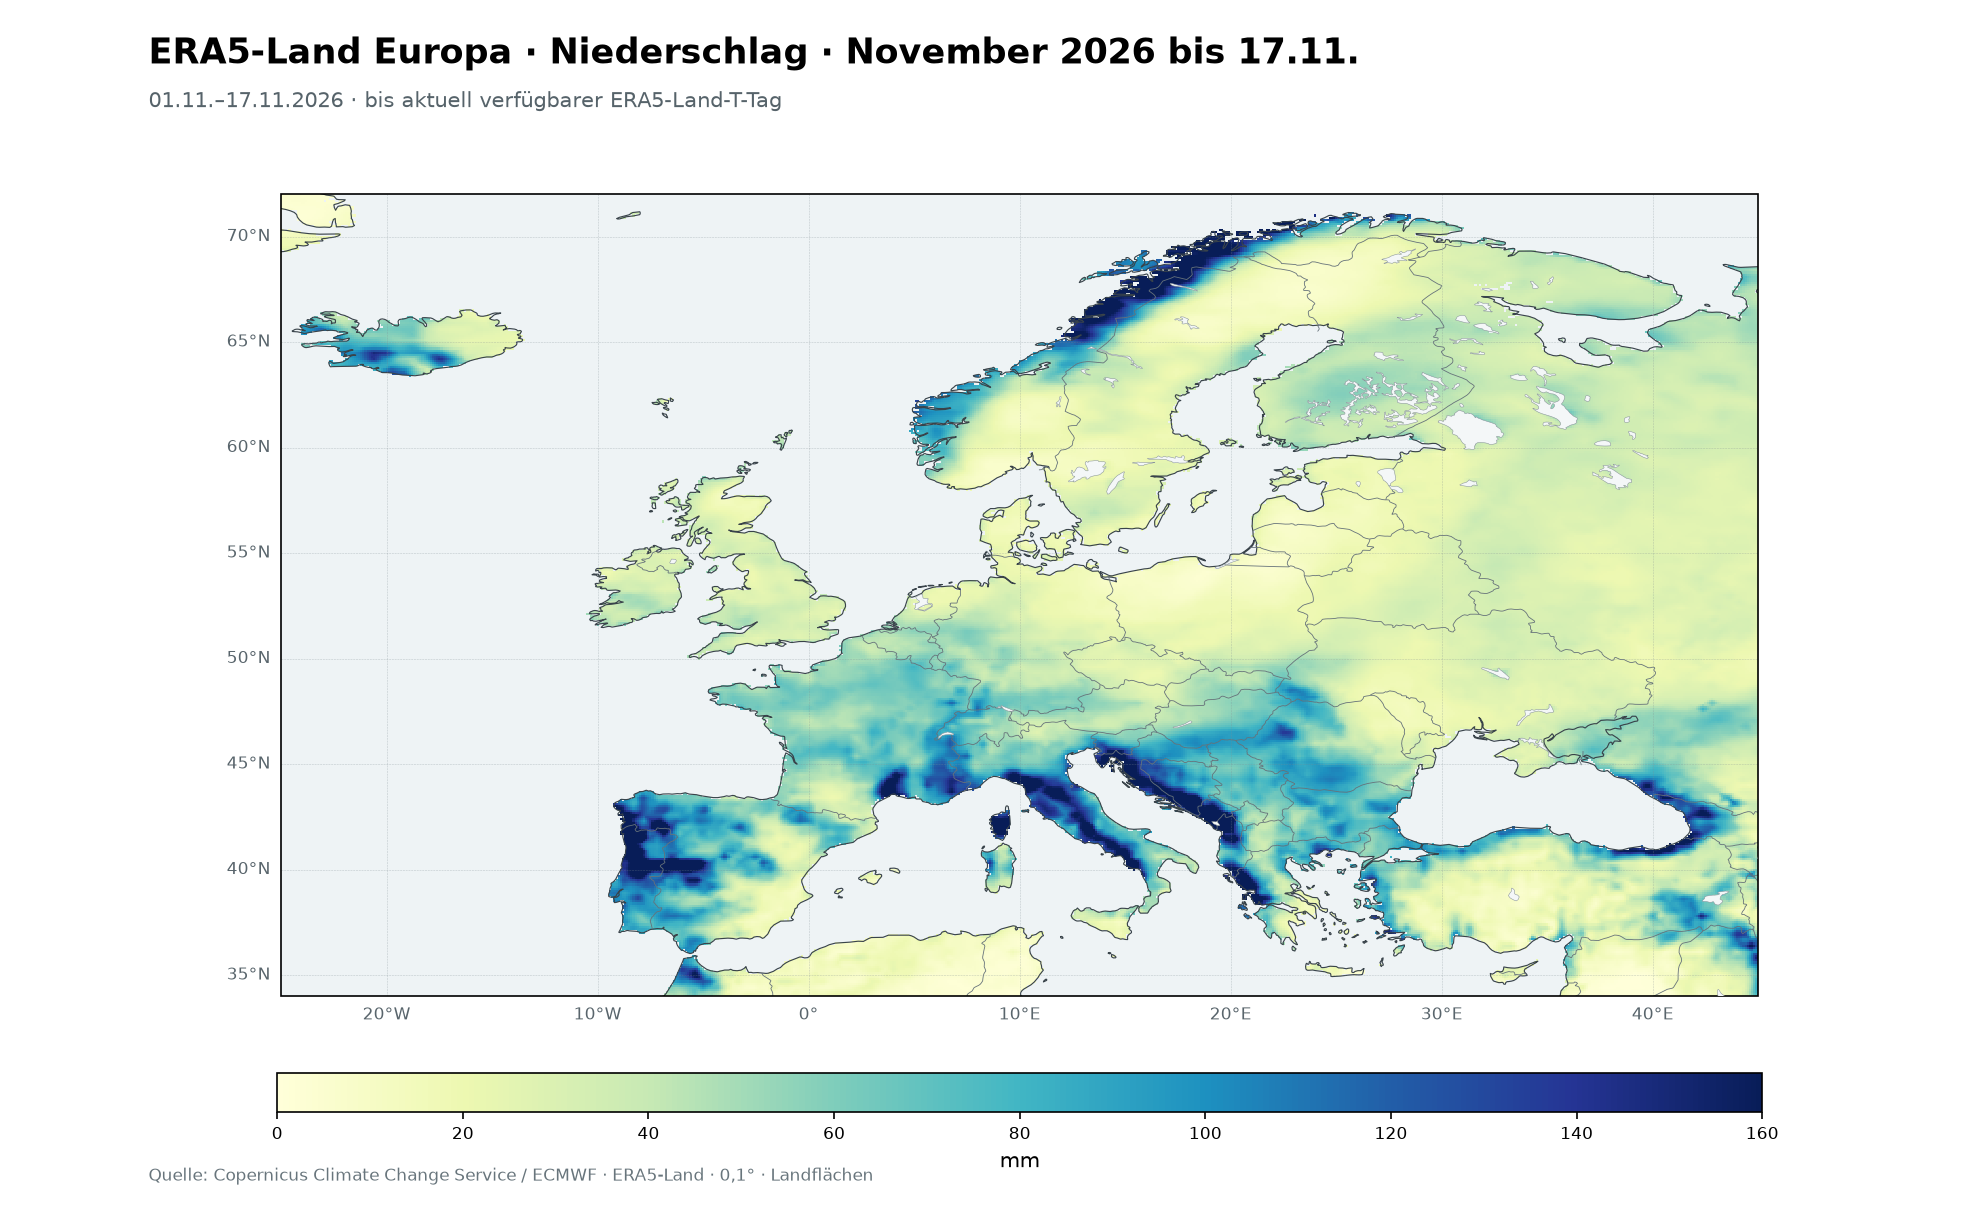 ERA5-Land Europa · Niederschlag · November 2026 bis 17.11.
01.11.–17.11.2026 · bis aktuell verfügbarer ERA5-Land-T-Tag
70°N
65°N
60°N
55°N
50°N
45°N
40°N
35°N
20°W 10°W 0° 10°E 20°E 30°E 40°E
0 20 40 60 80 100 120 140 160
mm
Quelle: Copernicus Climate Change Service / ECMWF · ERA5-Land · 0,1° · Landflächen